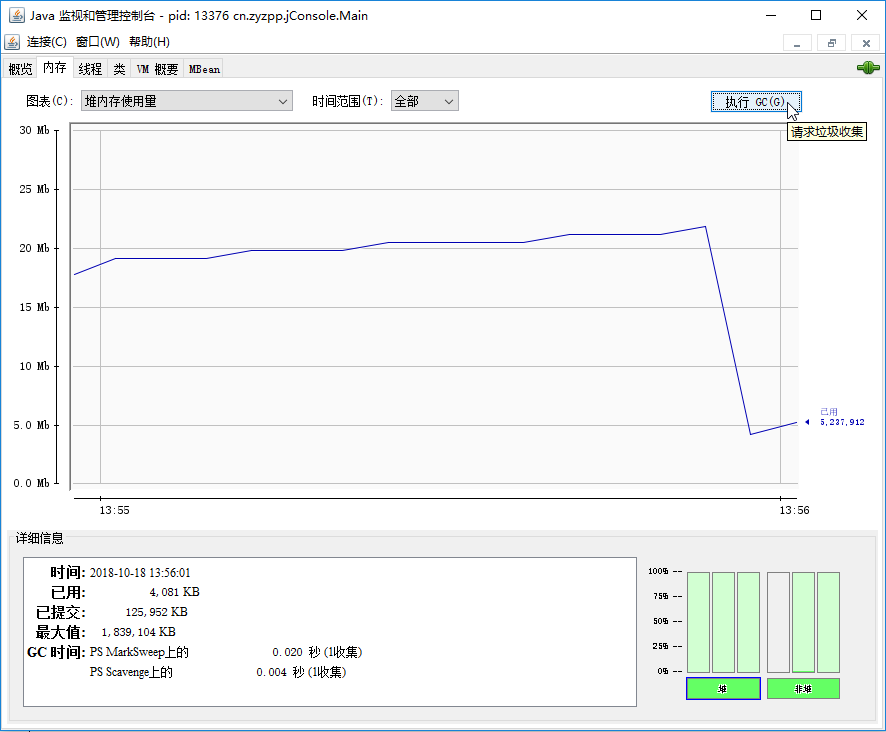 Java 监视和管理控制台 - pid: 13376 cn.zyzpp.jConsole.Main
连接(C) 窗口(W) 帮助(H)
概览 内存 线程 类 VM 概要 MBean
图表(C): 堆内存使用量 时间范围(T): 全部 执行 GC(G)
请求垃圾收集
30 Mb
25 Mb
20 Mb
15 Mb
10 Mb
5.0 Mb
0.0 Mb
已用
5,237,912
13:55 13:56
详细信息
时间: 2018-10-18 13:56:01
已用: 4,081 KB
已提交: 125,952 KB
最大值: 1,839,104 KB
GC 时间: PS MarkSweep上的 0.020 秒 (1收集)
PS Scavenge上的 0.004 秒 (1收集)
100% --
75% --
50% --
25% --
0% --
堆 非堆